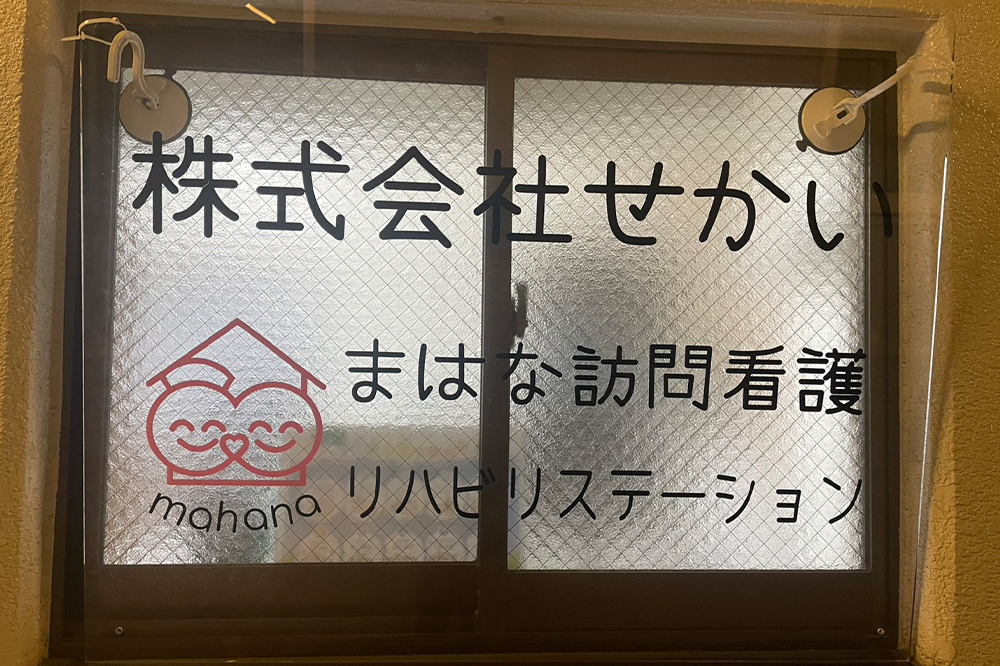 株式会社せかい
まはな訪問看護
リハビリステーション
mahana